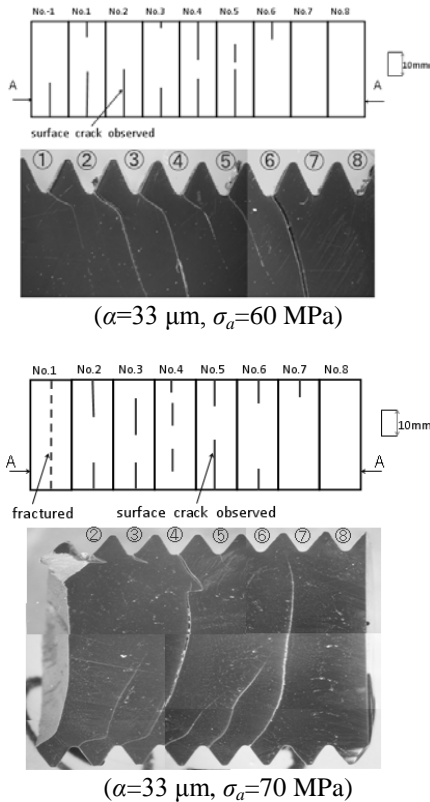 No.-1 No.1 No.2 No.3 No.4 No.5 No.6 No.7 No.8
10mm
A A
surface crack observed
① ② ③ ④ ⑤ ⑥ ⑦ ⑧
(α=33 μm, σa=60 MPa)
No.1 No.2 No.3 No.4 No.5 No.6 No.7 No.8
10mm
A A
fractured surface crack observed
② ③ ④ ⑤ ⑥ ⑦ ⑧
(α=33 μm, σa=70 MPa)